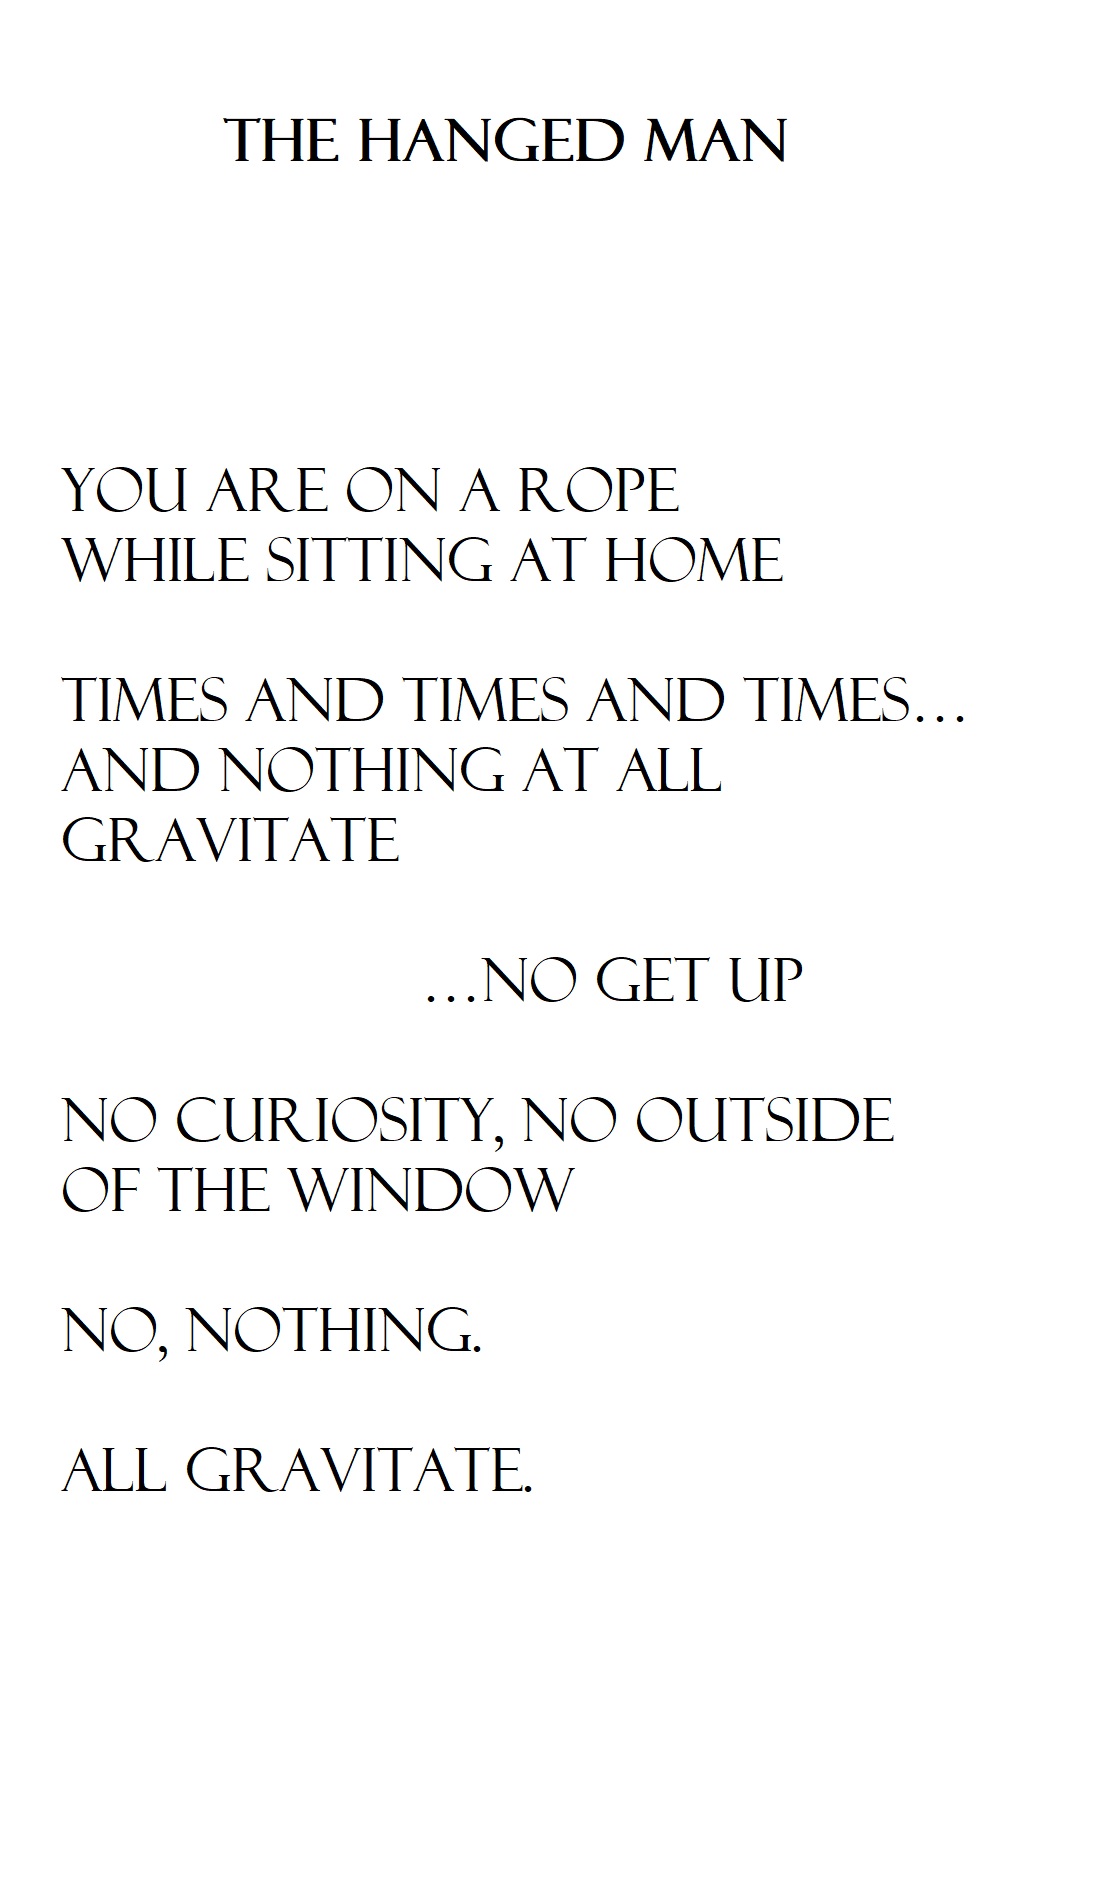 THE HANGED MAN
YOU ARE ON A ROPE
WHILE SITTING AT HOME
TIMES AND TIMES AND TIMES...
AND NOTHING AT ALL
GRAVITATE
...NO GET UP
NO CURIOSITY, NO OUTSIDE
OF THE WINDOW
NO, NOTHING.
ALL GRAVITATE.